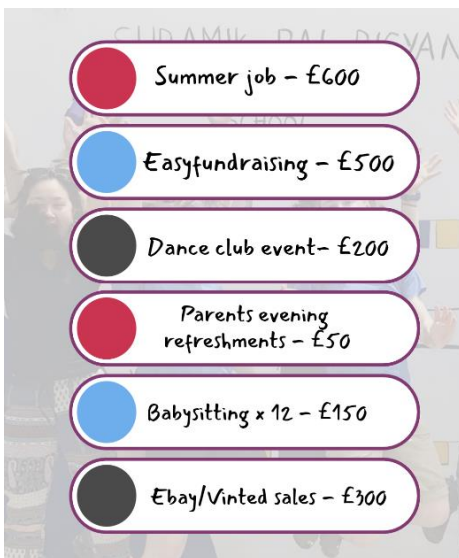 Summer job – £600
SCHOOL
Easyfundraising – £500
Dance club event– £200
Parents evening
refreshments – £50
Babysitting x 12 – £150
Ebay/Vinted sales – £300